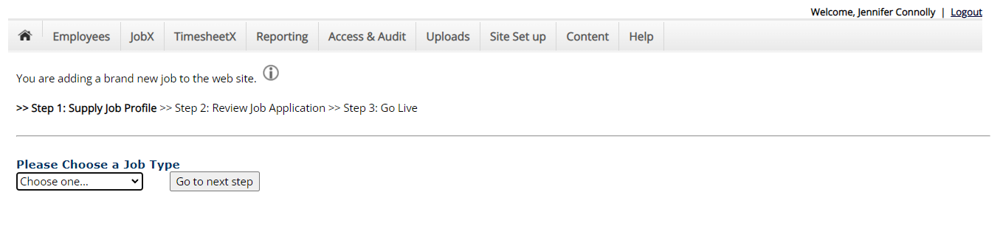 Welcome, Jennifer Connolly | Logout
Employees JobX TimesheetX Reporting Access & Audit Uploads Site Set up Content Help
You are adding a brand new job to the web site.
>> Step 1: Supply Job Profile >> Step 2: Review Job Application >> Step 3: Go Live
Please Choose a Job Type
Choose one... Go to next step